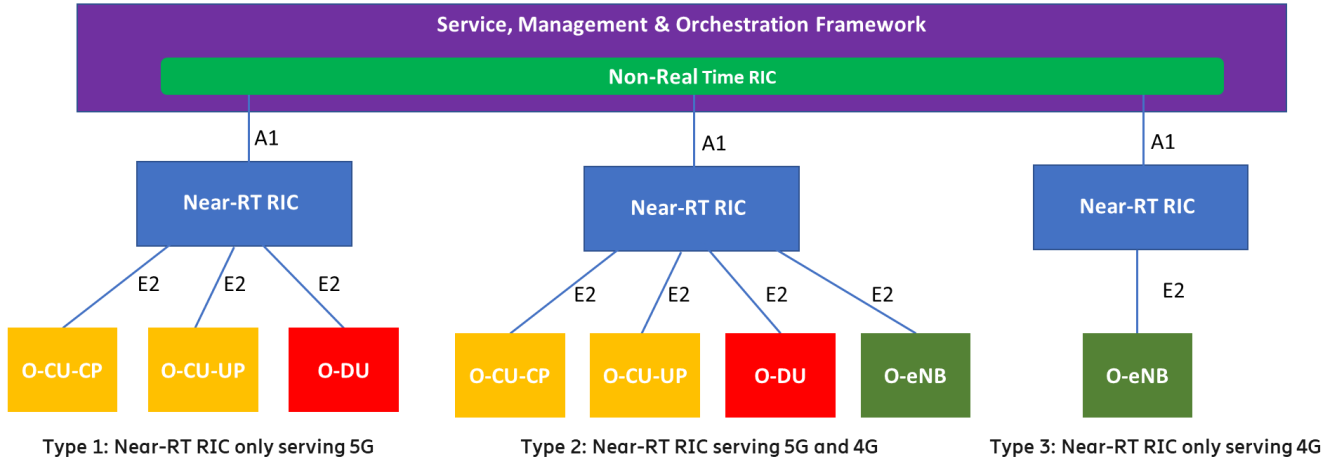 Service, Management & Orchestration Framework
Non-Real Time RIC
A1
A1
A1
Near-RT RIC
Near-RT RIC
Near-RT RIC
E2
E2
E2
E2
E2
E2
E2
E2
O-CU-CP
O-CU-UP
O-DU
O-CU-CP
O-CU-UP
O-DU
O-eNB
O-eNB
Type 1: Near-RT RIC only serving 5G
Type 2: Near-RT RIC serving 5G and 4G
Type 3: Near-RT RIC only serving 4G